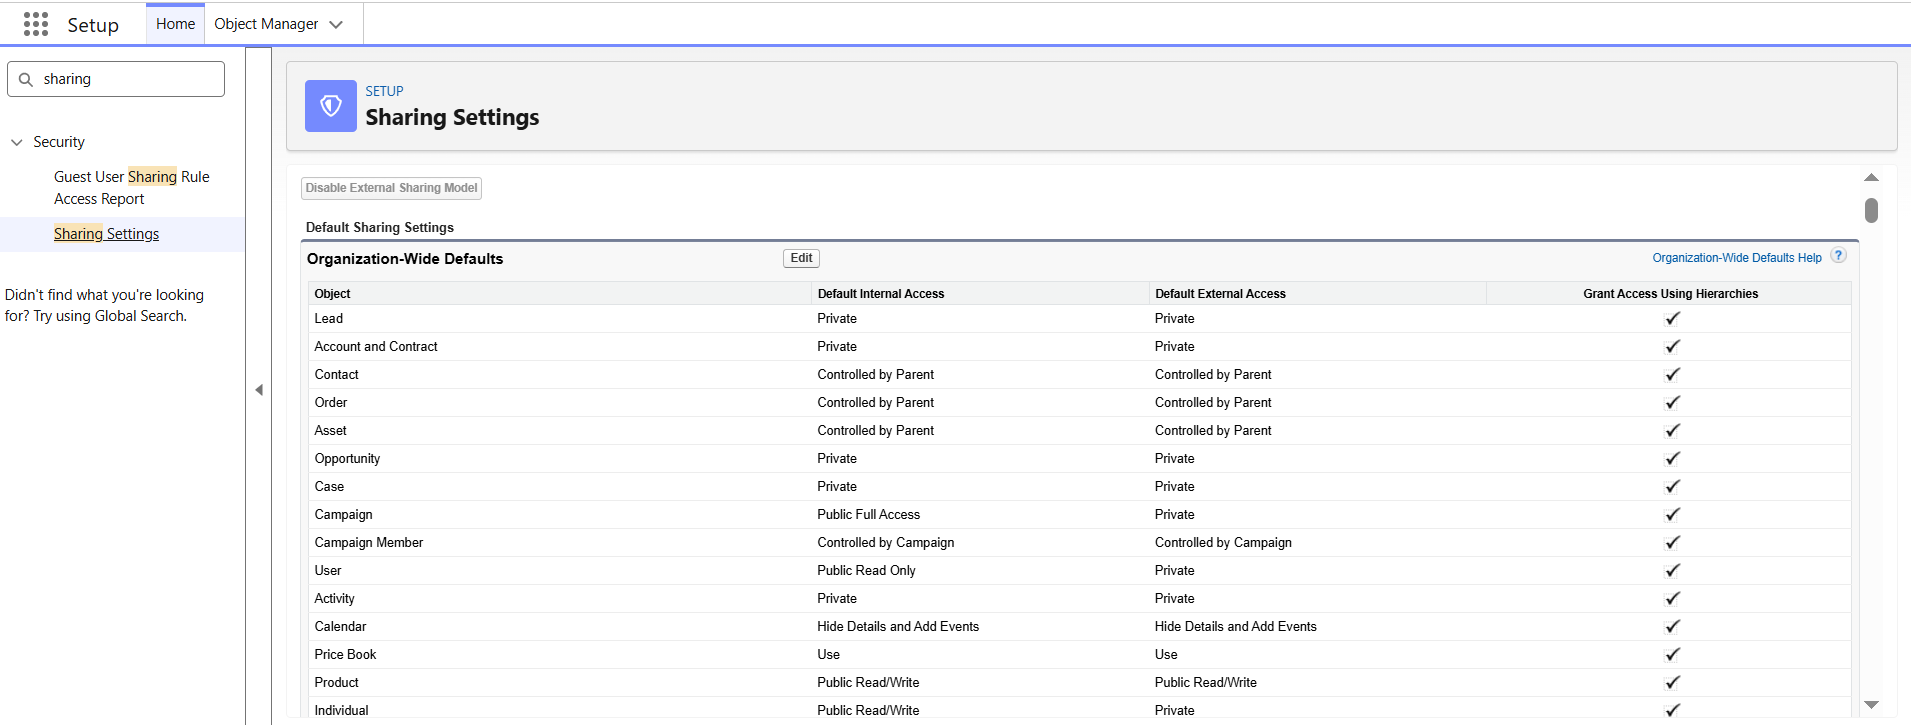 Setup Home Object Manager
sharing
Security
Guest User Sharing Rule
Access Report
Sharing Settings
Didn't find what you're looking
for? Try using Global Search.
SETUP
Sharing Settings
Disable External Sharing Model
Default Sharing Settings
Organization-Wide Defaults Edit Organization-Wide Defaults Help ?
Object Default Internal Access Default External Access Grant Access Using Hierarchies
Lead Private Private
Account and Contract Private Private
Contact Controlled by Parent Controlled by Parent
Order Controlled by Parent Controlled by Parent
Asset Controlled by Parent Controlled by Parent
Opportunity Private Private
Case Private Private
Campaign Public Full Access Private
Campaign Member Controlled by Campaign Controlled by Campaign
User Public Read Only Private
Activity Private Private
Calendar Hide Details and Add Events Hide Details and Add Events
Price Book Use Use
Product Public Read/Write Public Read/Write
Individual Public Read/Write Private